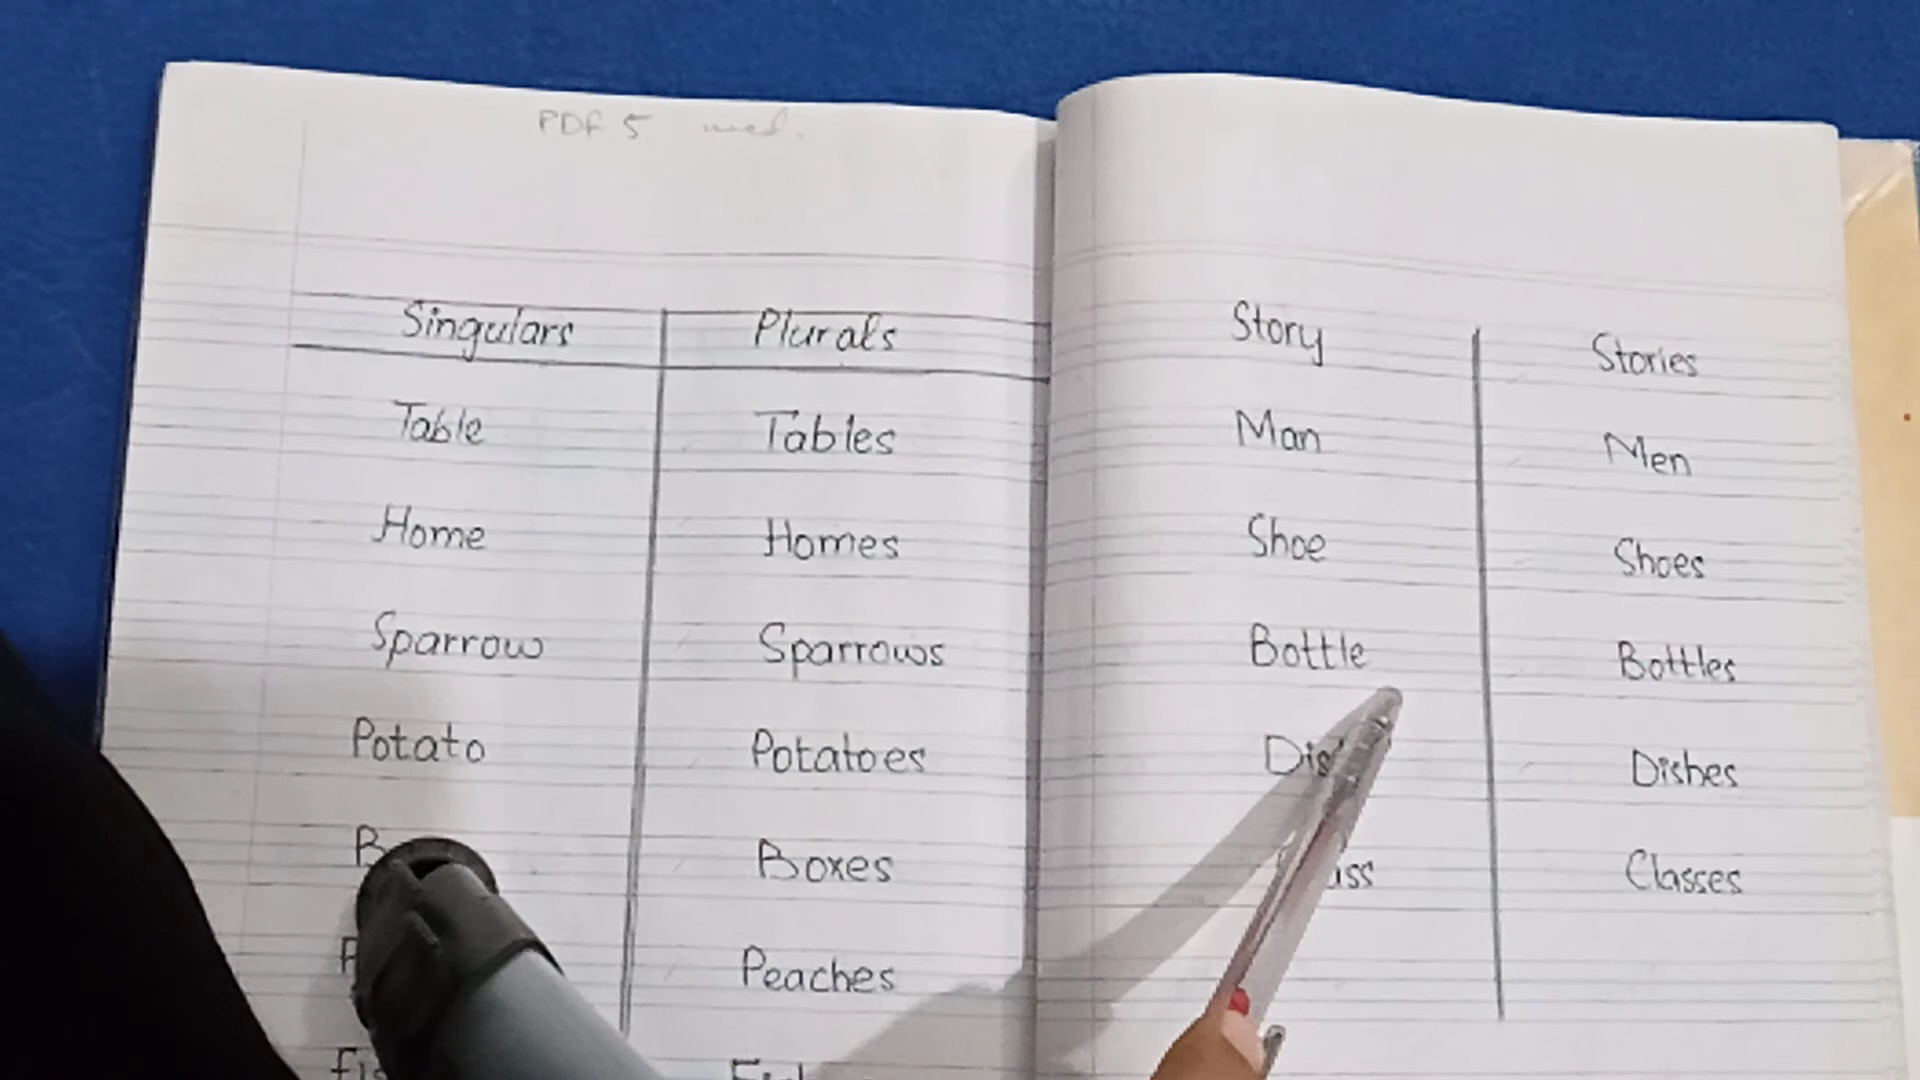 PDF 5 wed.
Singulars Plurals
Table Tables
Home Homes
Sparrow Sparrows
Potato Potatoes
Boxes
Peaches
Story Stories
Man Men
Shoe Shoes
Bottle Bottles
Dishes
Classes